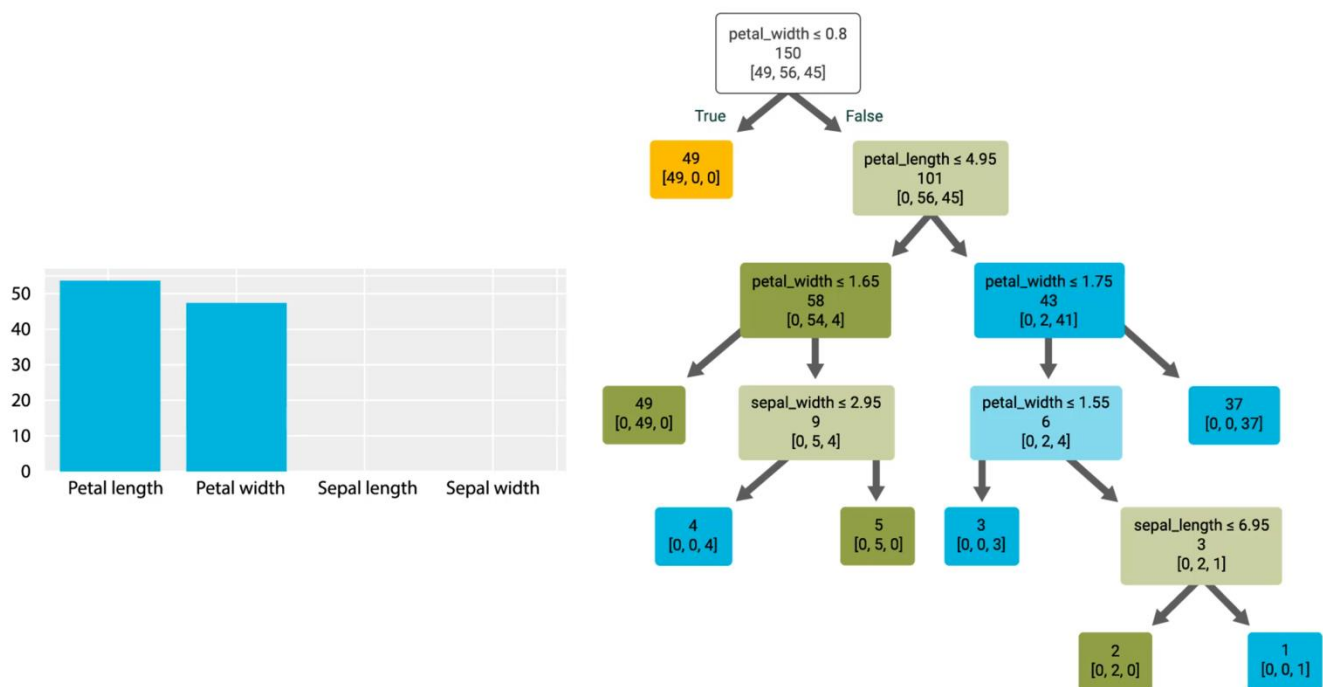 50
40
30
20
10
0
Petal length
Petal width
Sepal length
Sepal width
petal_width ≤ 0.8
150
[49, 56, 45]
True
False
49
[49, 0, 0]
petal_length ≤ 4.95
101
[0, 56, 45]
petal_width ≤ 1.65
58
[0, 54, 4]
petal_width ≤ 1.75
43
[0, 2, 41]
49
[0, 49, 0]
sepal_width ≤ 2.95
9
[0, 5, 4]
petal_width ≤ 1.55
6
[0, 2, 4]
37
[0, 0, 37]
4
[0, 0, 4]
5
[0, 5, 0]
3
[0, 0, 3]
sepal_length ≤ 6.95
3
[0, 2, 1]
2
[0, 2, 0]
1
[0, 0, 1]